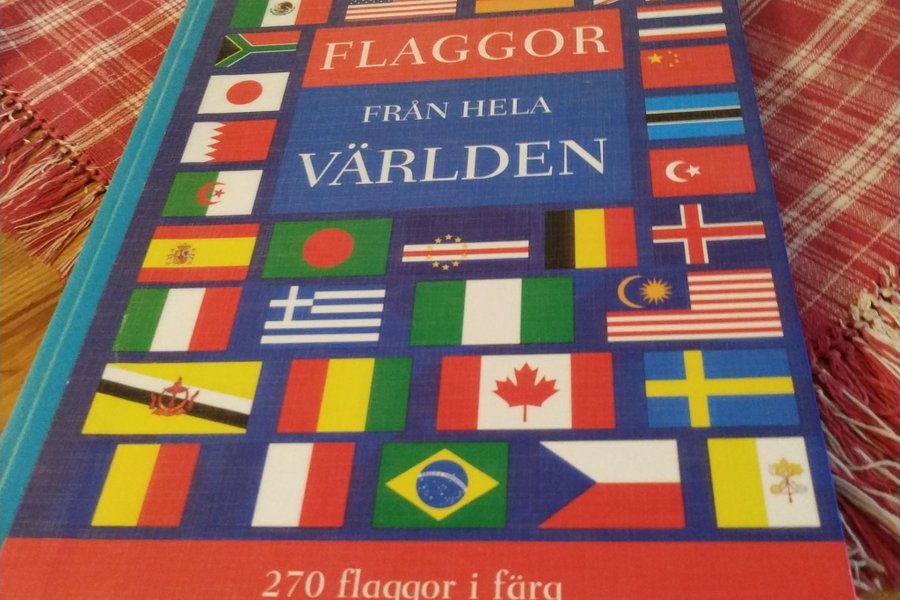 FLAGGOR
FRÅN HELA
VÄRLDEN
270 flaggor i färg